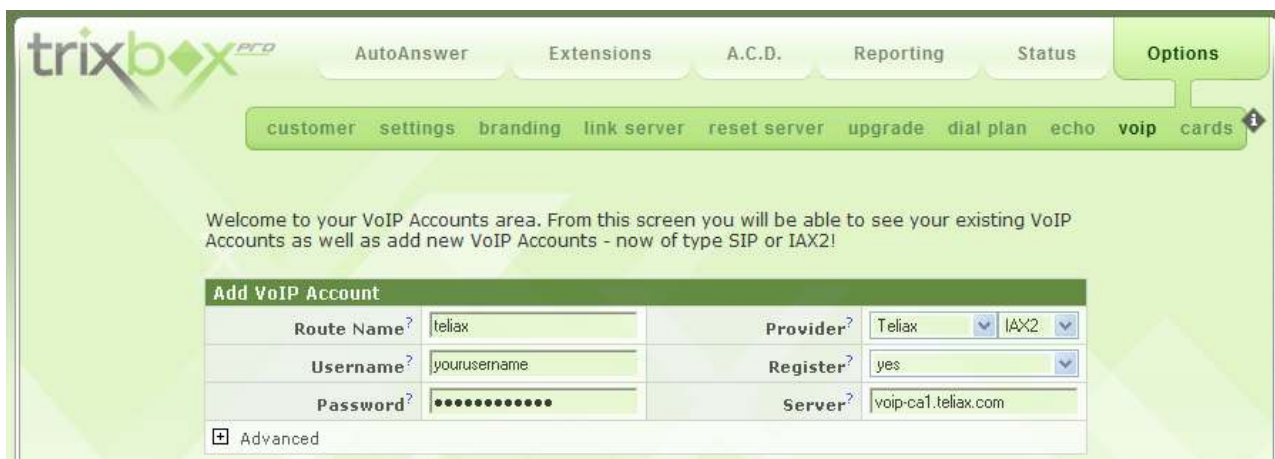 trixbox PRO
AutoAnswer Extensions A.C.D. Reporting Status Options
customer settings branding link server reset server upgrade dial plan echo voip cards
Welcome to your VoIP Accounts area. From this screen you will be able to see your existing VoIP
Accounts as well as add new VoIP Accounts - now of type SIP or IAX2!
Add VoIP Account
Route Name? teliax Provider? Teliax IAX2
Username? yourusername Register? yes
Password? •••••••••••• Server? voip-ca1.teliax.com
+ Advanced